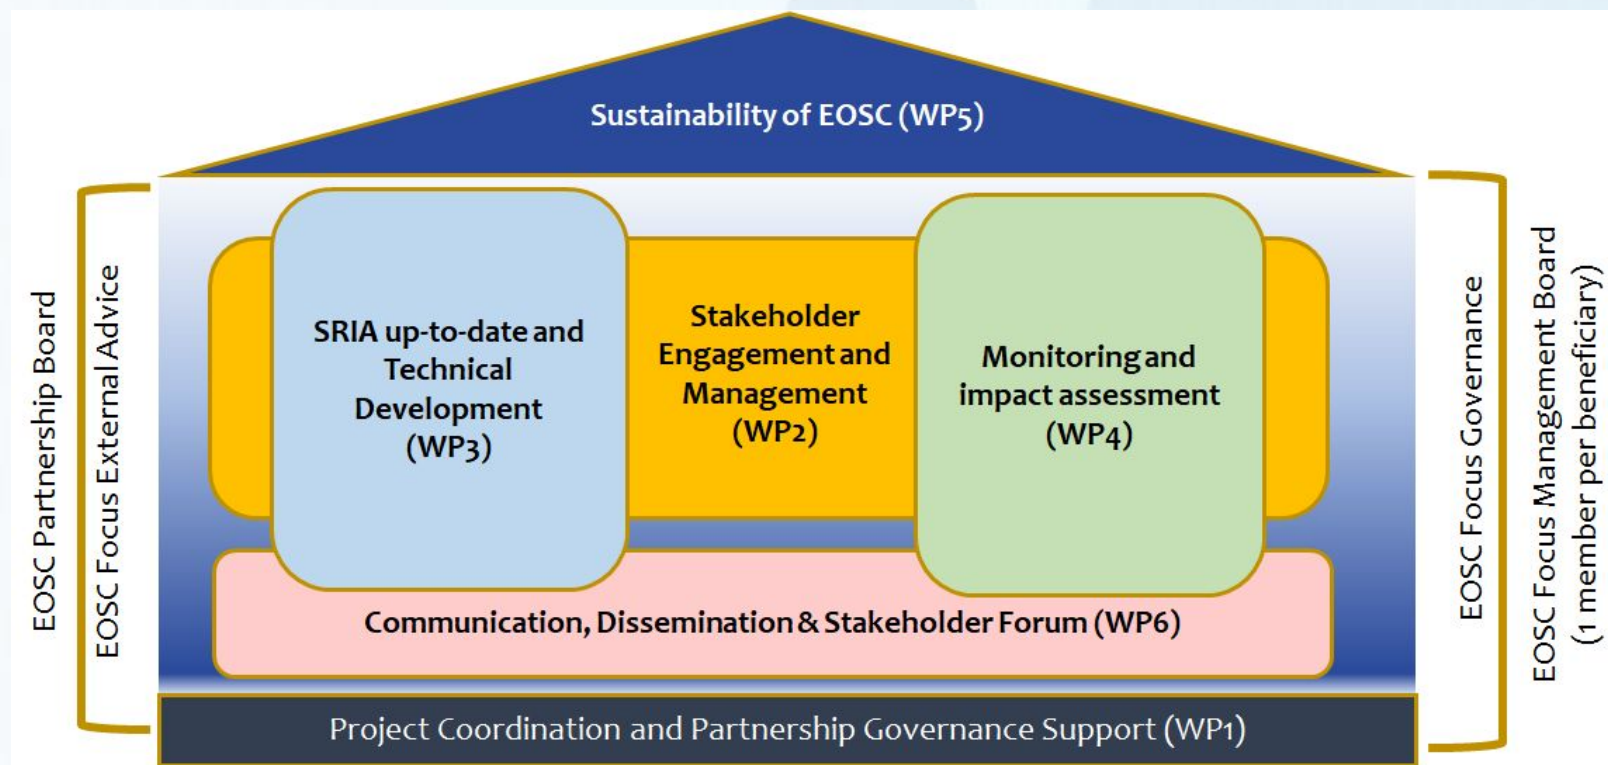 Sustainability of EOSC (WP5)
EOSC Partnership Board
EOSC Focus External Advice
SRIA up-to-date and
Technical
Development
(WP3)
Stakeholder
Engagement and
Management
(WP2)
Monitoring and
impact assessment
(WP4)
Communication, Dissemination & Stakeholder Forum (WP6)
Project Coordination and Partnership Governance Support (WP1)
EOSC Focus Governance
EOSC Focus Management Board
(1 member per beneficiary)